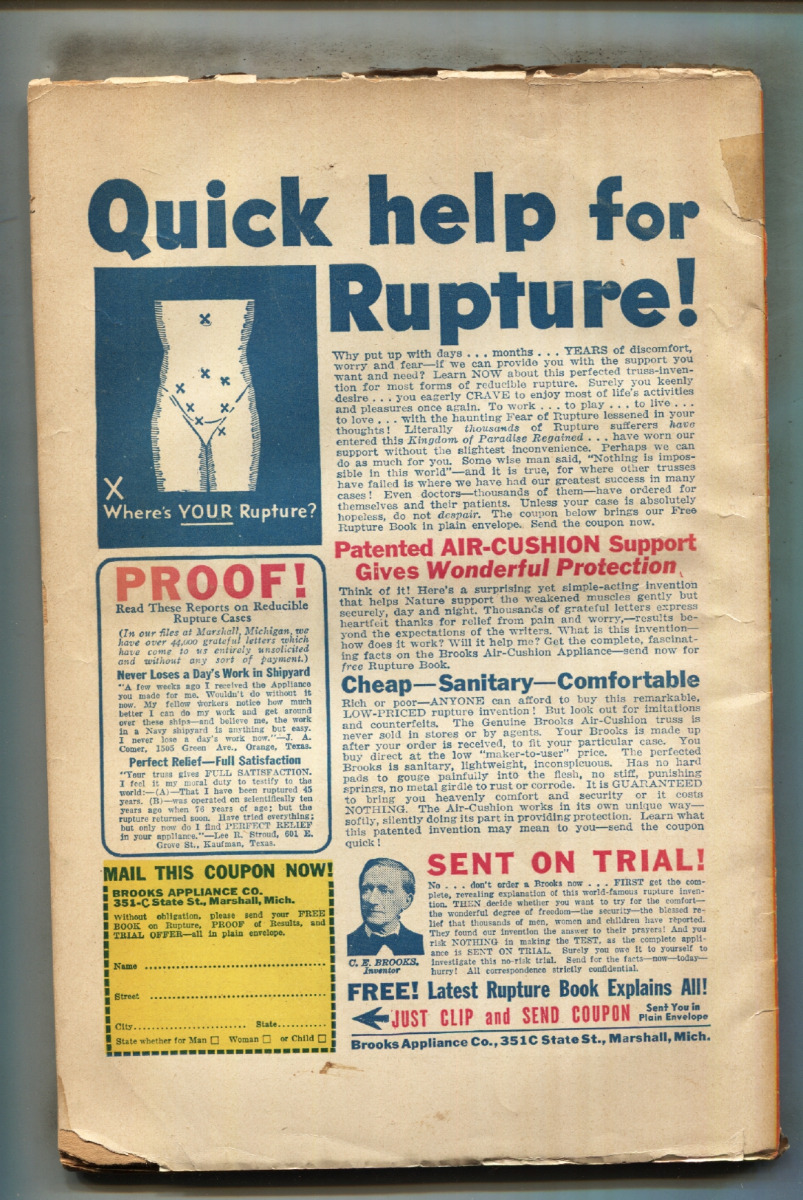 Quick help for
Rupture!
X
Where's YOUR Rupture?
Why put up with days . . . months . . . YEARS of discomfort,
worry and fear—if we can provide you with the support you
want and need? Learn NOW about this perfected truss-inven-
tion for most forms of reducible rupture. Surely you keenly
desire . . . you eagerly CRAVE to enjoy most of life's activities
and pleasures once again. To work . . . to play . . . to live . . .
to love . . . with the haunting Fear of Rupture lessened in your
thoughts! Literally thousands of Rupture sufferers have
entered this Kingdom of Paradise Regained . . . have worn our
support without the slightest inconvenience. Perhaps we can
do as much for you. Some wise man said, "Nothing is impos-
sible in this world"—and it is true, for where other trusses
have failed is where we have had our greatest success in many
cases! Even doctors—thousands of them—have ordered for
themselves and their patients. Unless your case is absolutely
hopeless, do not despair. The coupon below brings our Free
Rupture Book in plain envelope. Send the coupon now.
Patented AIR-CUSHION Support
Gives Wonderful Protection
Think of it! Here's a surprising yet simple-acting invention
that helps Nature support the weakened muscles gently but
securely, day and night. Thousands of grateful letters express
heartfelt thanks for relief from pain and worry,—results be-
yond the expectations of the writers. What is this invention—
how does it work? Will it help me? Get the complete, fascinat-
ing facts on the Brooks Air-Cushion Appliance—send now for
free Rupture Book.
Cheap—Sanitary—Comfortable
Rich or poor—ANYONE can afford to buy this remarkable,
LOW-PRICED rupture invention! But look out for imitations
and counterfeits. The Genuine Brooks Air-Cushion truss is
never sold in stores or by agents. Your Brooks is made up
after your order is received, to fit your particular case. You
buy direct at the low "maker-to-user" price. The perfected
Brooks is sanitary, lightweight, inconspicuous. Has no hard
pads to gouge painfully into the flesh, no stiff, punishing
springs, no metal girdle to rust or corrode. It is GUARANTEED
to bring you heavenly comfort and security or it costs
NOTHING. The Air-Cushion works in its own unique way—
softly, silently doing its part in providing protection. Learn what
this patented invention may mean to you—send the coupon
quick!
PROOF!
Read These Reports on Reducible
Rupture Cases
(In our files at Marshall, Michigan, we
have over 44,000 grateful letters which
have come to us entirely unsolicited
and without any sort of payment.)
Never Loses a Day's Work in Shipyard
"A few weeks ago I received the Appliance
you made for me. Wouldn't do without it
now. My fellow workers notice how much
better I can do my work and get around
over these ships—and believe me, the work
in a Navy shipyard is anything but easy.
I never lose a day's work now."—J. A.
Comer, 1505 Green Ave., Orange, Texas.
Perfect Relief—Full Satisfaction
"Your truss gives FULL SATISFACTION.
I feel it my moral duty to testify to the
world:—(A)—That I have been ruptured 45
years. (B)—was operated on scientifically ten
years ago when 76 years of age; but the
rupture returned soon. Have tried everything;
but only now do I find PERFECT RELIEF
in your appliance."—Lee R. Stroud, 601 E.
Grove St., Kaufman, Texas.
MAIL THIS COUPON NOW!
BROOKS APPLIANCE CO.
351-C State St., Marshall, Mich.
Without obligation, please send your FREE
BOOK on Rupture, PROOF of Results, and
TRIAL OFFER—all in plain envelope.
Name
Street
City State
State whether for Man □ Woman □ or Child □
C. E. BROOKS,
Inventor
SENT ON TRIAL!
No . . . don't order a Brooks now . . . FIRST get the com-
plete, revealing explanation of this world-famous rupture inven-
tion. THEN decide whether you want to try for the comfort—
the wonderful degree of freedom—the security—the blessed re-
lief that thousands of men, women and children have reported.
They found our invention the answer to their prayers! And you
risk NOTHING in making the TEST, as the complete appli-
ance is SENT ON TRIAL. Surely you owe it to yourself to
investigate this no-risk trial. Send for the facts—now—today—
hurry! All correspondence strictly confidential.
FREE! Latest Rupture Book Explains All!
JUST CLIP and SEND COUPON Sent You in
Plain Envelope
Brooks Appliance Co., 351C State St., Marshall, Mich.